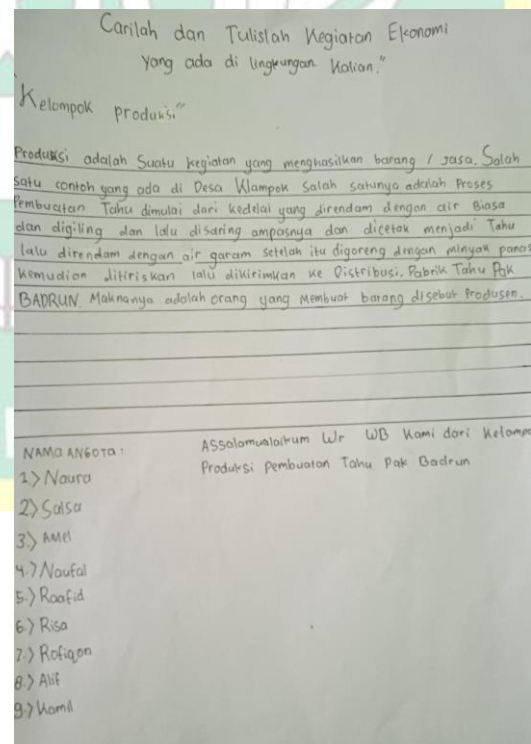 Carilah dan Tulislah Kegiatan Ekonomi
yang ada di lingkungan Kalian."
"Kelompok produksi"
Produksi adalah Suatu kegiatan yang menghasilkan barang / Jasa. Salah
satu contoh yang ada di Desa Klampok Salah satunya adalah Proses
Pembuatan Tahu dimulai dari kedelai yang direndam dengan air Biasa
dan digiling dan lalu disaring ampasnya dan dicetak menjadi Tahu
lalu direndam dengan air garam setelah itu digoreng dengan minyak panas
Kemudian ditiriskan lalu dikirimkan ke Distribusi. Pabrik Tahu Pak
BADRUN. Maknanya adalah orang yang Membuat barang disebut Produsen.
NAMA ANGOTA :
Assalamualaikum Wr WB Kami dari Kelompo
Produksi Pembuatan Tahu Pak Badrun
1.) Naura
2) Salsa
3.) AMel
4.) Naufal
5.) Raafid
6.) Risa
7.) Rofiqon
8.) Alif
9.) Kamil